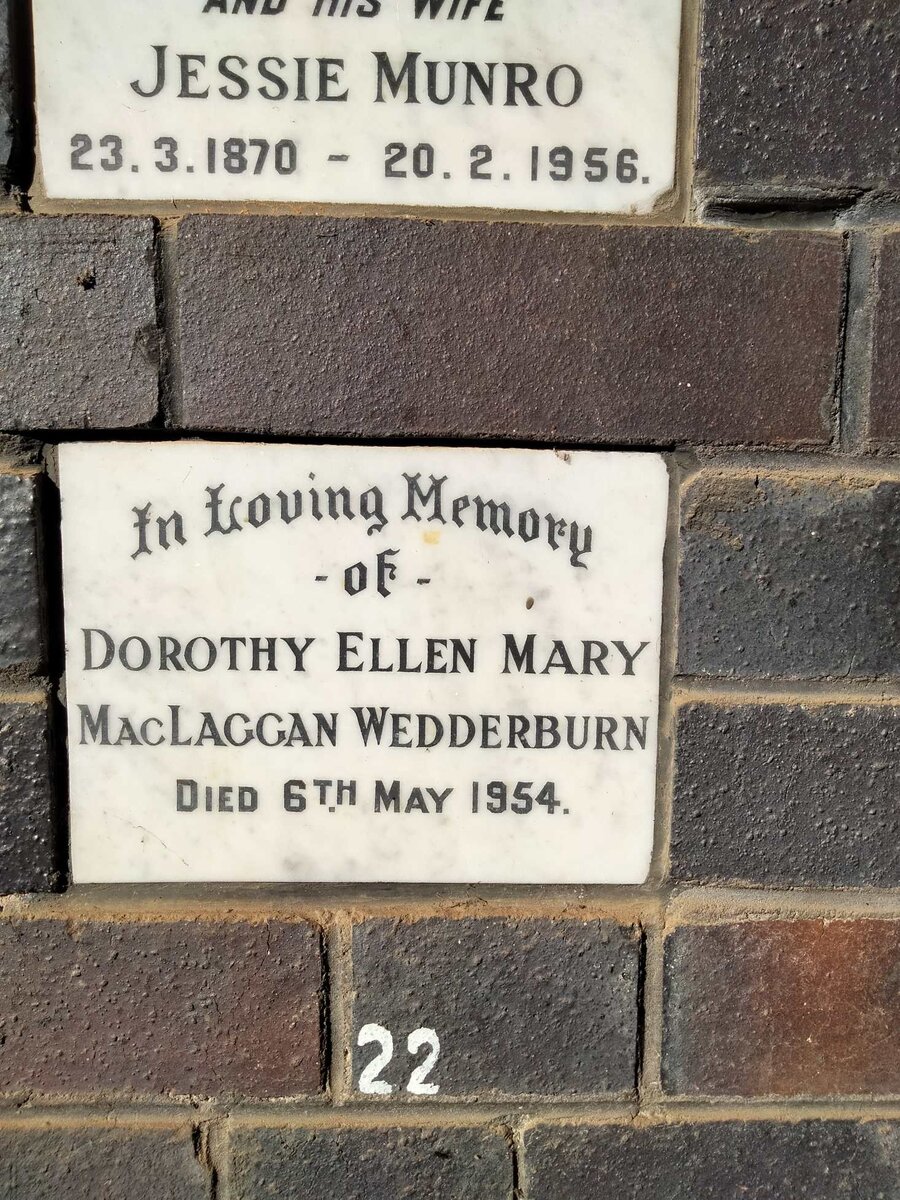 AND HIS WIFE
JESSIE MUNRO
23.3.1870 - 20.2.1956.
In Loving Memory
- of -
DOROTHY ELLEN MARY
MACLAGGAN WEDDERBURN
DIED 6TH MAY 1954.
22